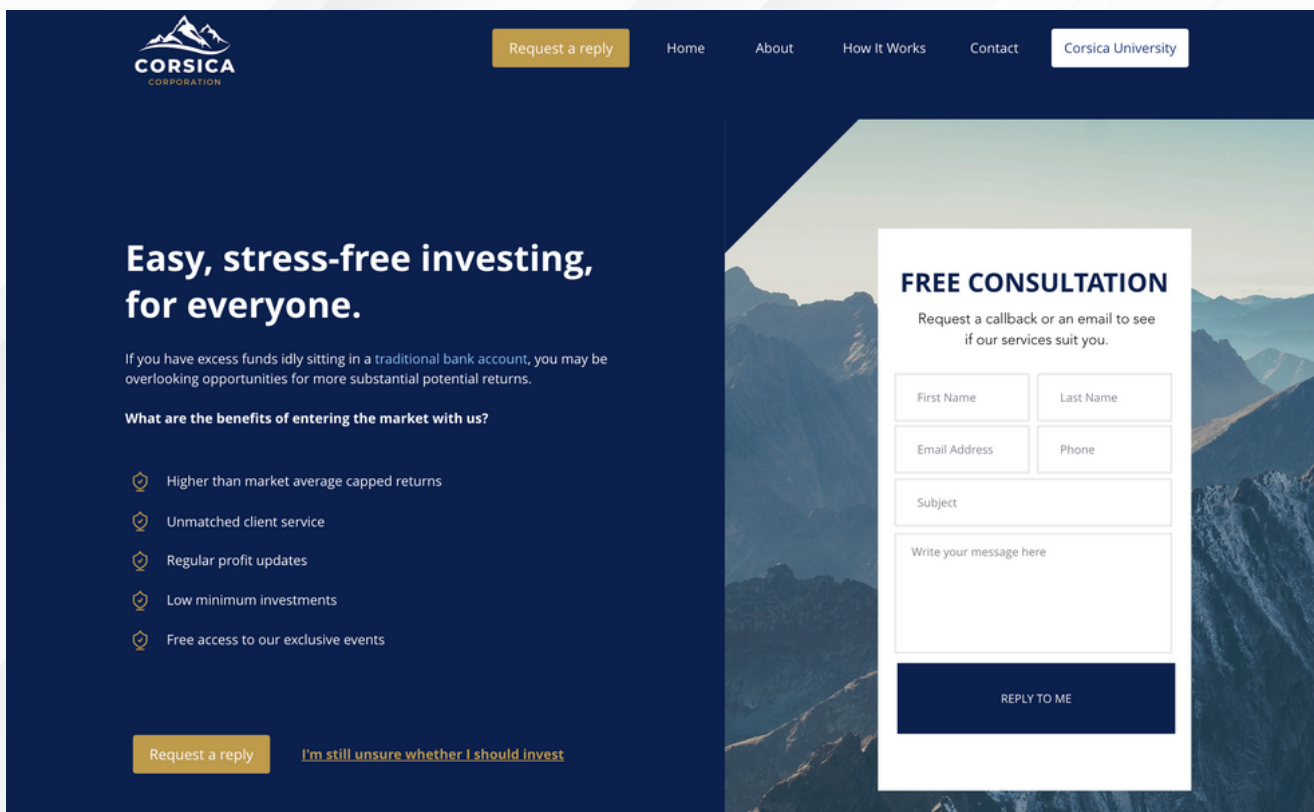 CORSICA
CORPORATION
Request a reply
Home
About
How It Works
Contact
Corsica University
Easy, stress-free investing,
for everyone.
If you have excess funds idly sitting in a traditional bank account, you may be
overlooking opportunities for more substantial potential returns.
What are the benefits of entering the market with us?
Higher than market average capped returns
Unmatched client service
Regular profit updates
Low minimum investments
Free access to our exclusive events
Request a reply
I'm still unsure whether I should invest
FREE CONSULTATION
Request a callback or an email to see
if our services suit you.
First Name
Last Name
Email Address
Phone
Subject
Write your message here
REPLY TO ME